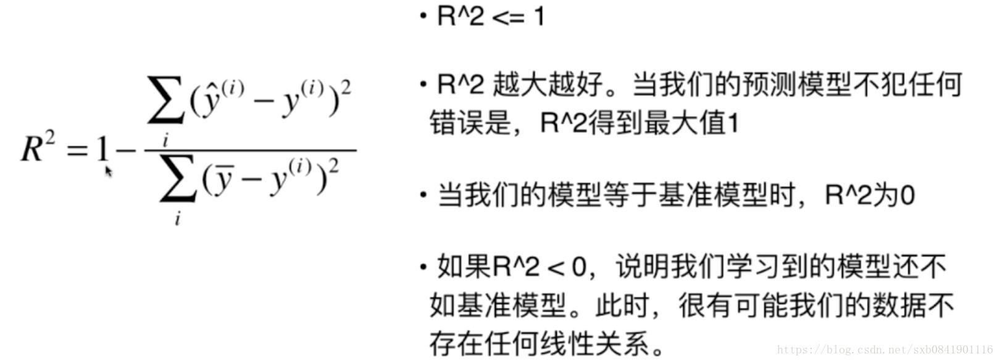 R² = 1 − \frac{\sum_i (ŷ^{(i)} − y^{(i)})²}{\sum_i (ȳ − y^{(i)})²}
• R^2 <= 1
• R^2 越大越好。当我们的预测模型不犯任何
错误是，R^2得到最大值1
• 当我们的模型等于基准模型时，R^2为0
• 如果R^2 < 0，说明我们学习到的模型还不
如基准模型。此时，很有可能我们的数据不
存在任何线性关系。
https://blog.csdn.net/sxb0841901116